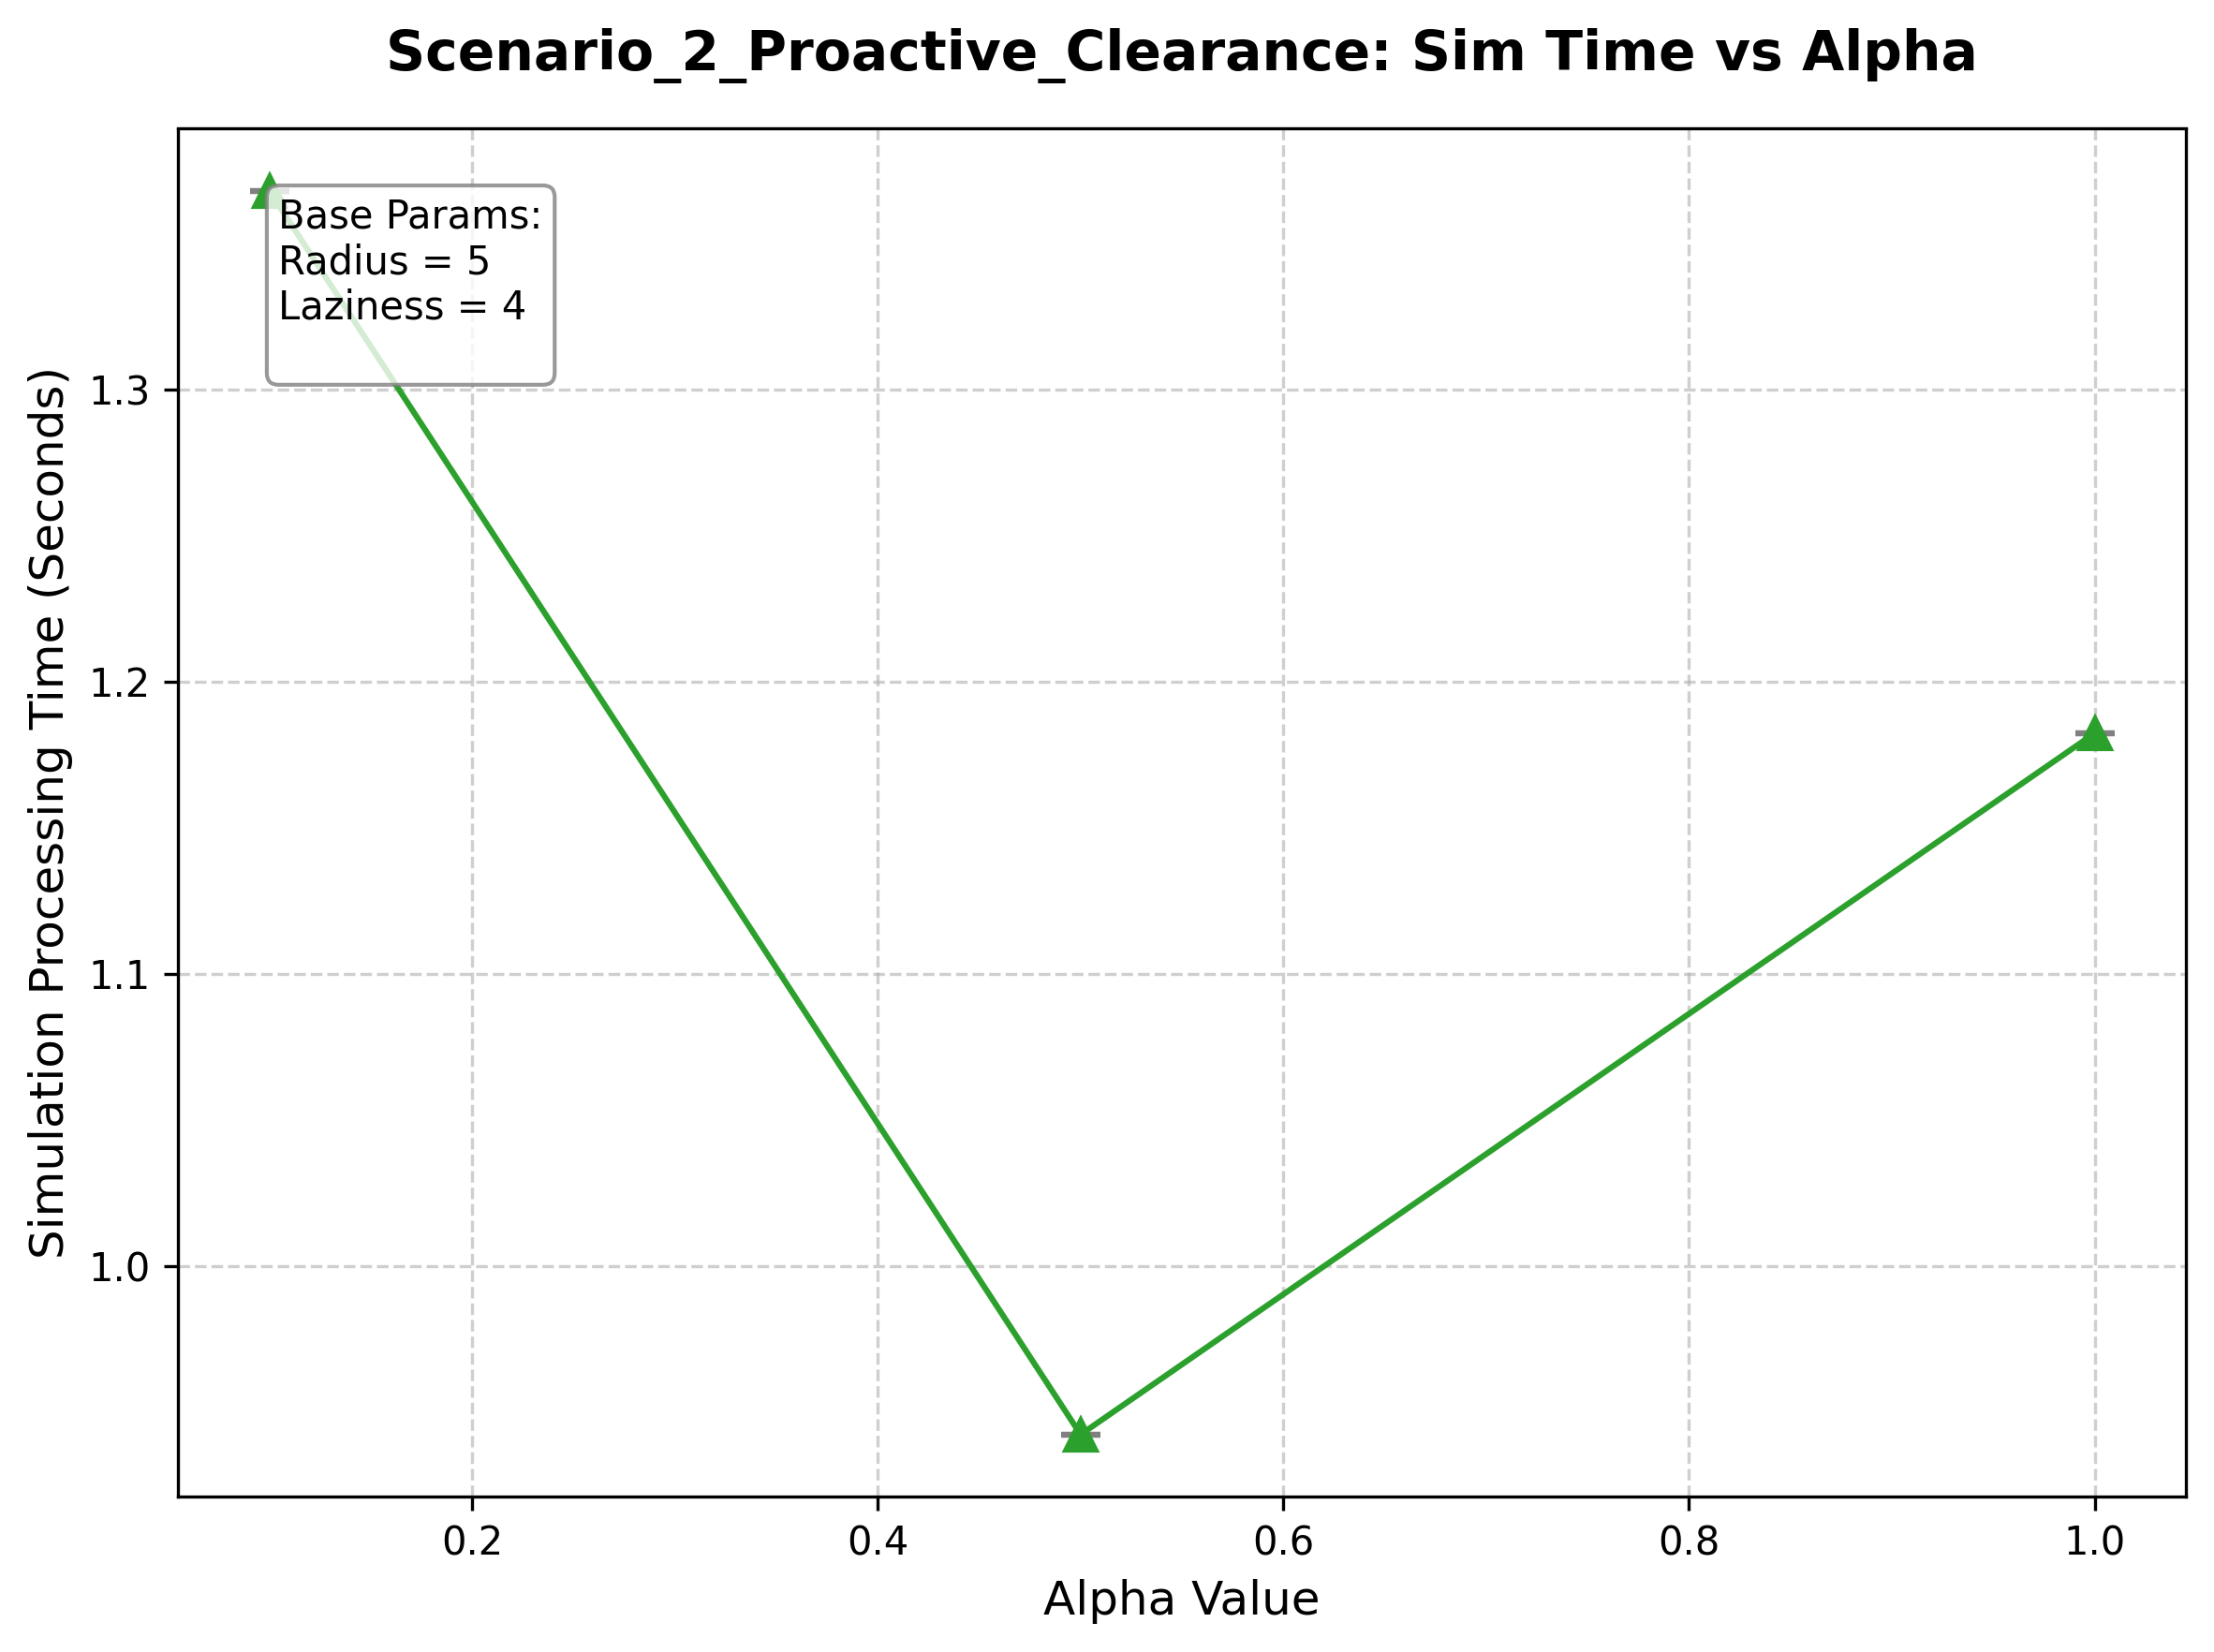 Scenario_2_Proactive_Clearance: Sim Time vs Alpha
Base Params:
Radius = 5
Laziness = 4
Simulation Processing Time (Seconds)
1.3
1.2
1.1
1.0
0.2 0.4 0.6 0.8 1.0
Alpha Value